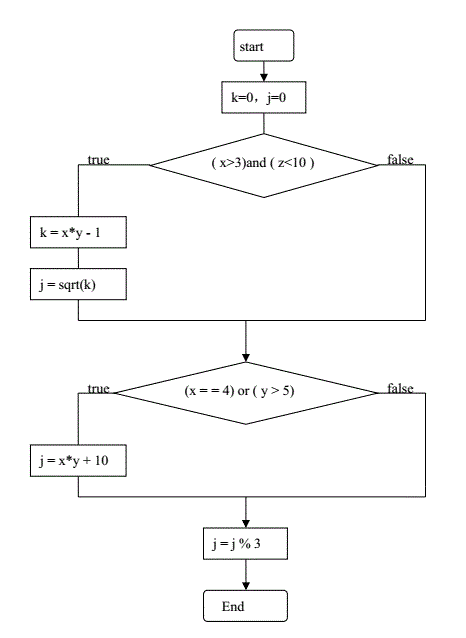 start
k=0，j=0
( x>3)and ( z<10 )
true
false
k = x*y - 1
j = sqrt(k)
(x = = 4) or ( y > 5)
true
false
j = x*y + 10
j = j % 3
End